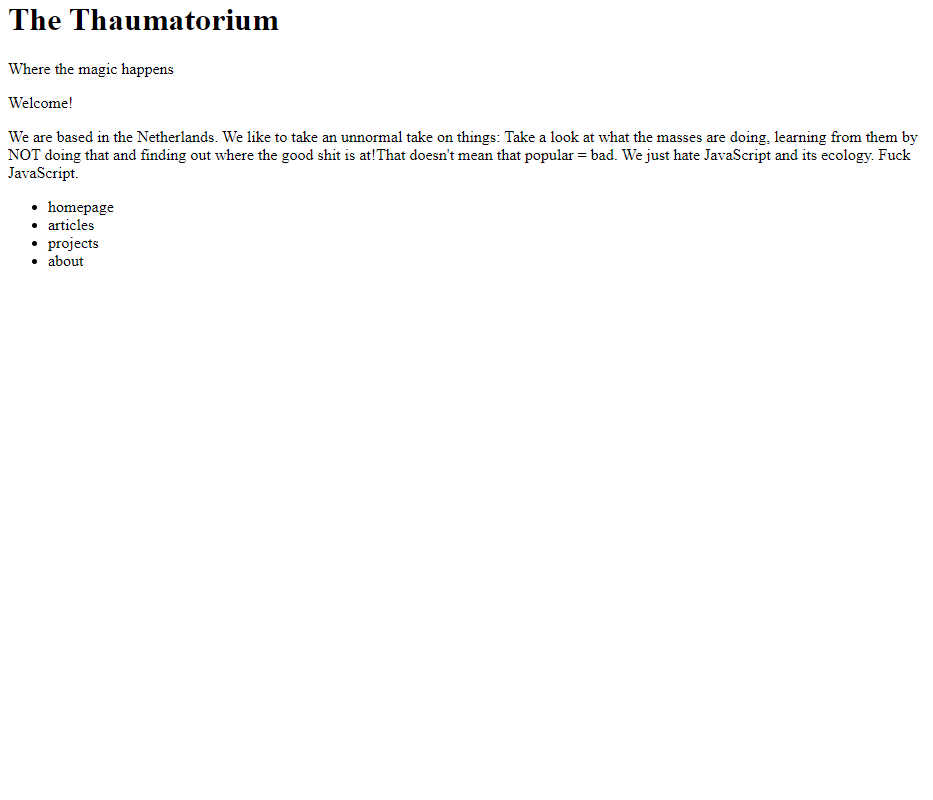 The Thaumatorium
Where the magic happens
Welcome!
We are based in the Netherlands. We like to take an unnormal take on things: Take a look at what the masses are doing, learning from them by
NOT doing that and finding out where the good shit is at!That doesn't mean that popular = bad. We just hate JavaScript and its ecology. Fuck
JavaScript.
• homepage
• articles
• projects
• about